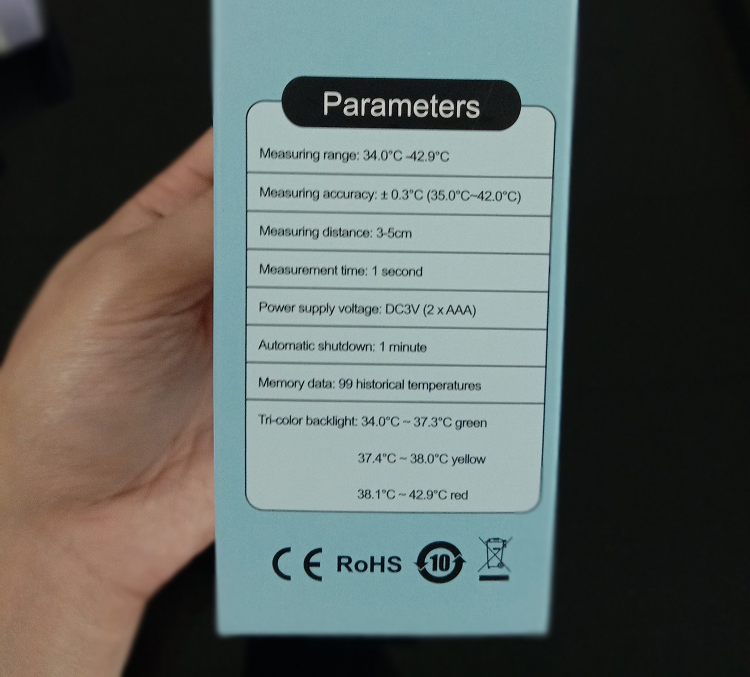 Parameters
Measuring range: 34.0°C -42.9°C
Measuring accuracy: ± 0.3°C (35.0°C~42.0°C)
Measuring distance: 3-5cm
Measurement time: 1 second
Power supply voltage: DC3V (2 x AAA)
Automatic shutdown: 1 minute
Memory data: 99 historical temperatures
Tri-color backlight: 34.0°C ~ 37.3°C green
37.4°C ~ 38.0°C yellow
38.1°C ~ 42.9°C red
CE RoHS 10